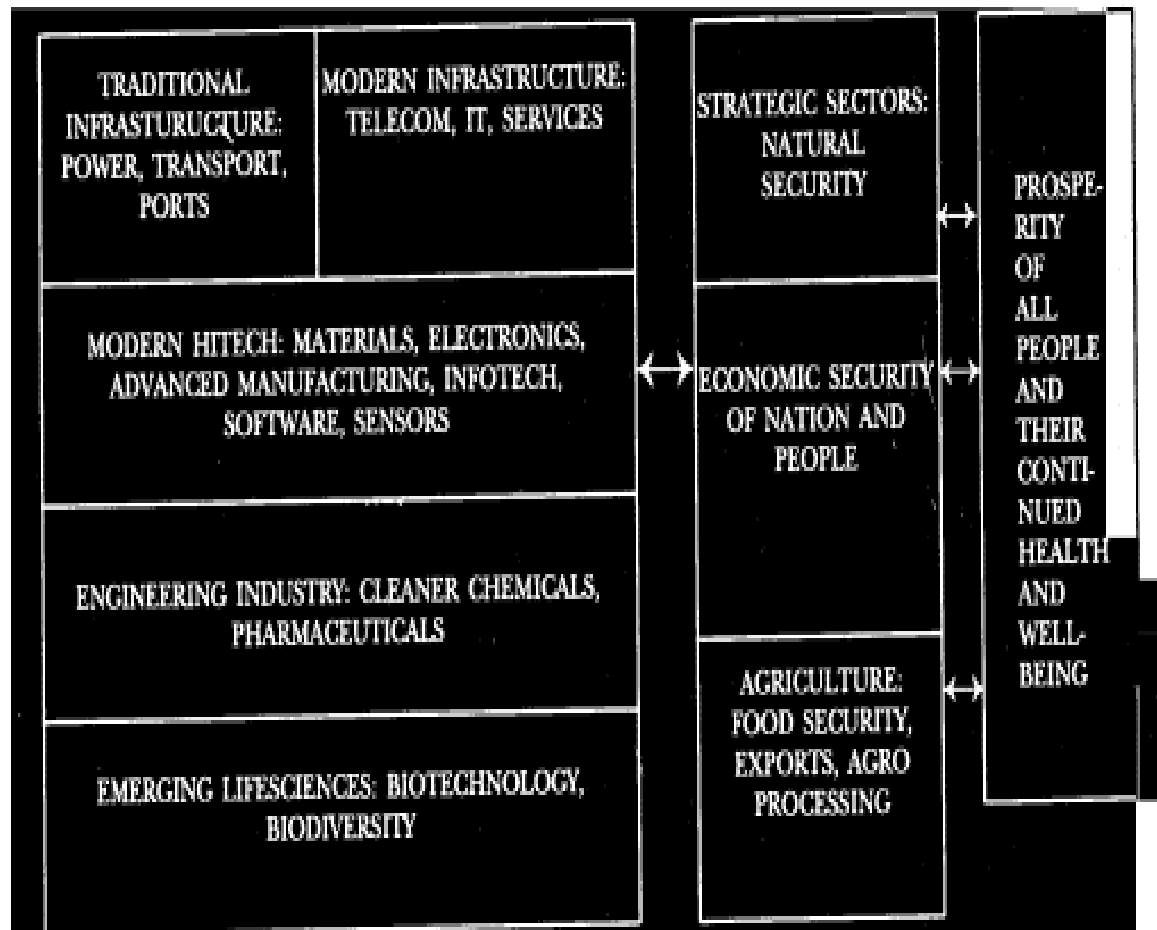 TRADITIONAL
INFRASTURUCTURE:
POWER, TRANSPORT,
PORTS
MODERN INFRASTRUCTURE:
TELECOM, IT, SERVICES
MODERN HITECH: MATERIALS, ELECTRONICS,
ADVANCED MANUFACTURING, INFOTECH,
SOFTWARE, SENSORS
ENGINEERING INDUSTRY: CLEANER CHEMICALS,
PHARMACEUTICALS
EMERGING LIFESCIENCES: BIOTECHNOLOGY,
BIODIVERSITY
STRATEGIC SECTORS:
NATURAL
SECURITY
ECONOMIC SECURITY
OF NATION AND
PEOPLE
AGRICULTURE:
FOOD SECURITY,
EXPORTS, AGRO
PROCESSING
PROSPE-
RITY
OF
ALL
PEOPLE
AND
THEIR
CONTI-
NUED
HEALTH
AND
WELL-
BEING